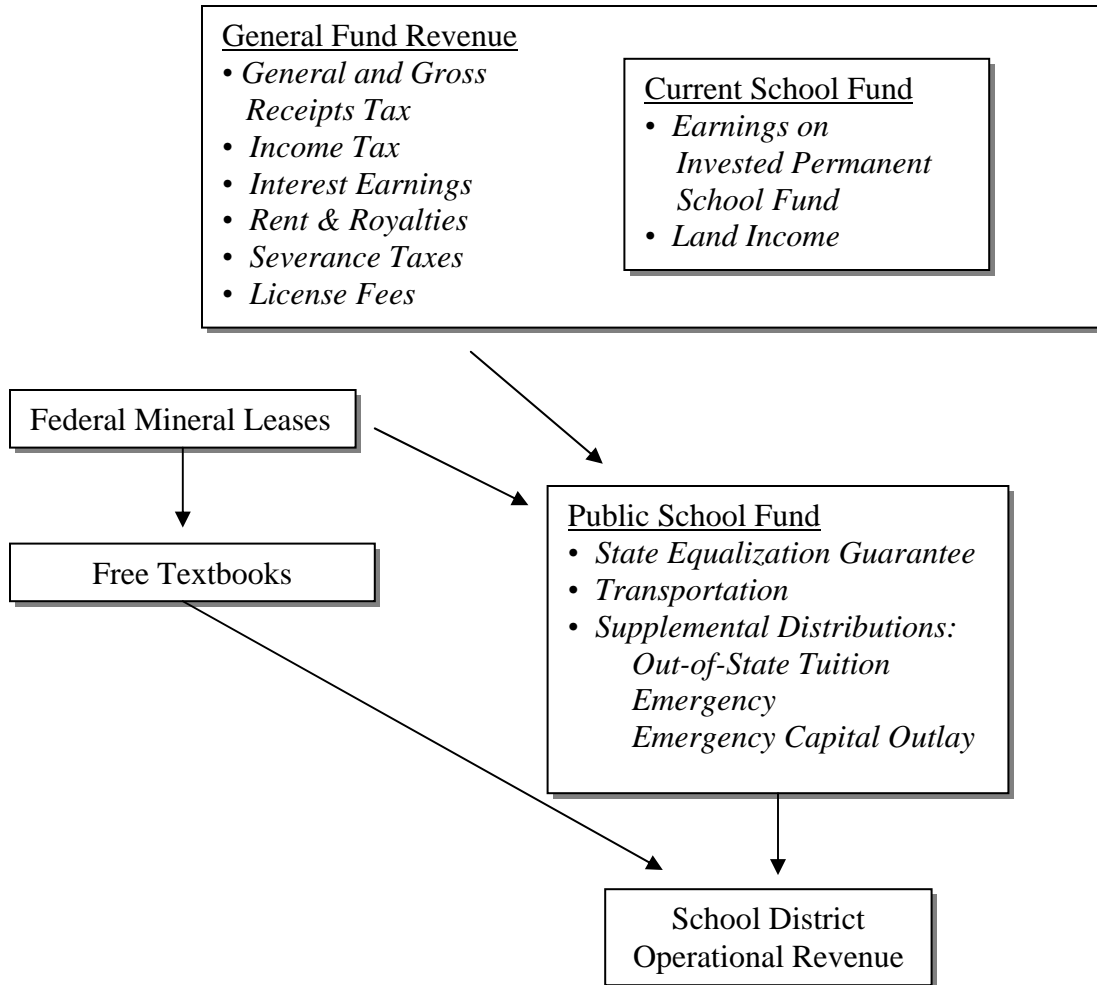 General Fund Revenue
• General and Gross
Receipts Tax
• Income Tax
• Interest Earnings
• Rent & Royalties
• Severance Taxes
• License Fees
Current School Fund
• Earnings on
Invested Permanent
School Fund
• Land Income
Federal Mineral Leases
Free Textbooks
Public School Fund
• State Equalization Guarantee
• Transportation
• Supplemental Distributions:
Out-of-State Tuition
Emergency
Emergency Capital Outlay
School District
Operational Revenue